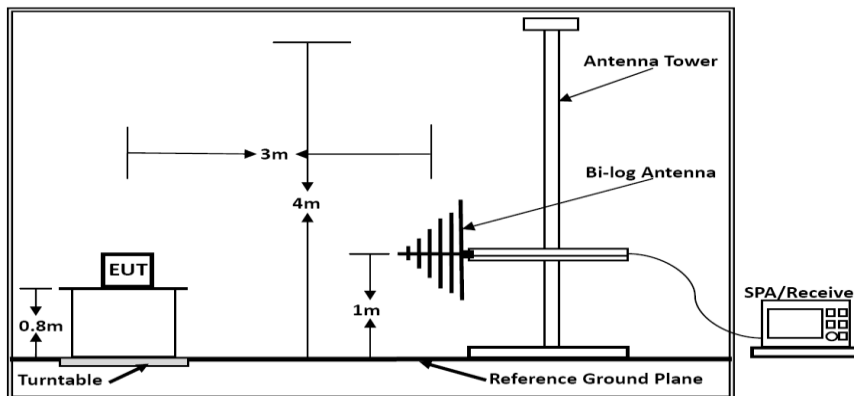 Antenna Tower
3m
Bi-log Antenna
4m
EUT
SPA/Receive
0.8m
1m
Turntable
Reference Ground Plane